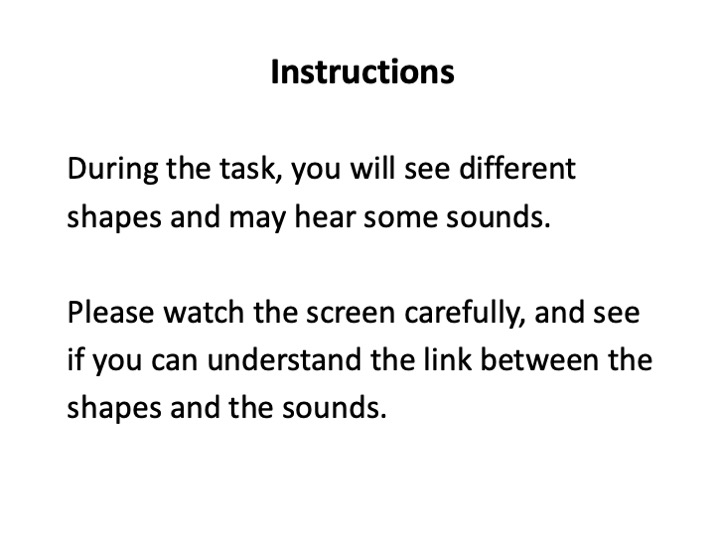 Instructions
During the task, you will see different
shapes and may hear some sounds.
Please watch the screen carefully, and see
if you can understand the link between the
shapes and the sounds.